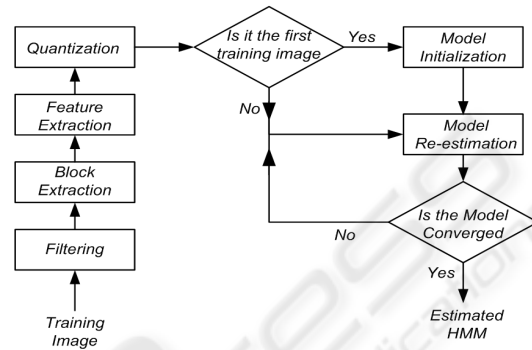 Quantization
Is it the first
training image
Yes
Model
Initialization
Feature
Extraction
No
Model
Re-estimation
Block
Extraction
Is the Model
Converged
No
Filtering
Yes
Training
Image
Estimated
HMM